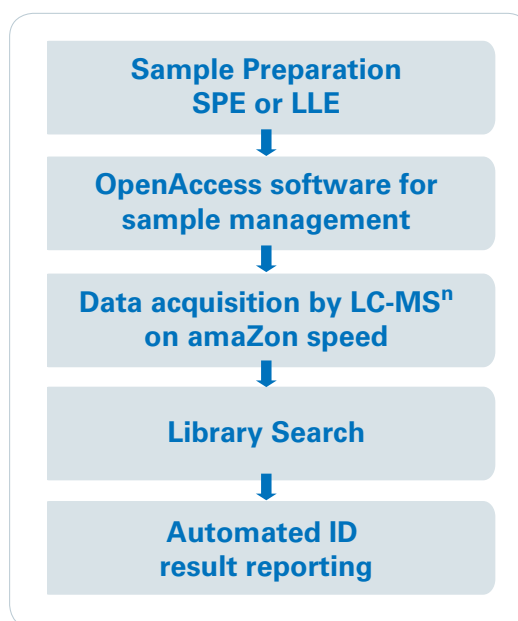 Sample Preparation
SPE or LLE
OpenAccess software for
sample management
Data acquisition by LC-MSⁿ
on amaZon speed
Library Search
Automated ID
result reporting